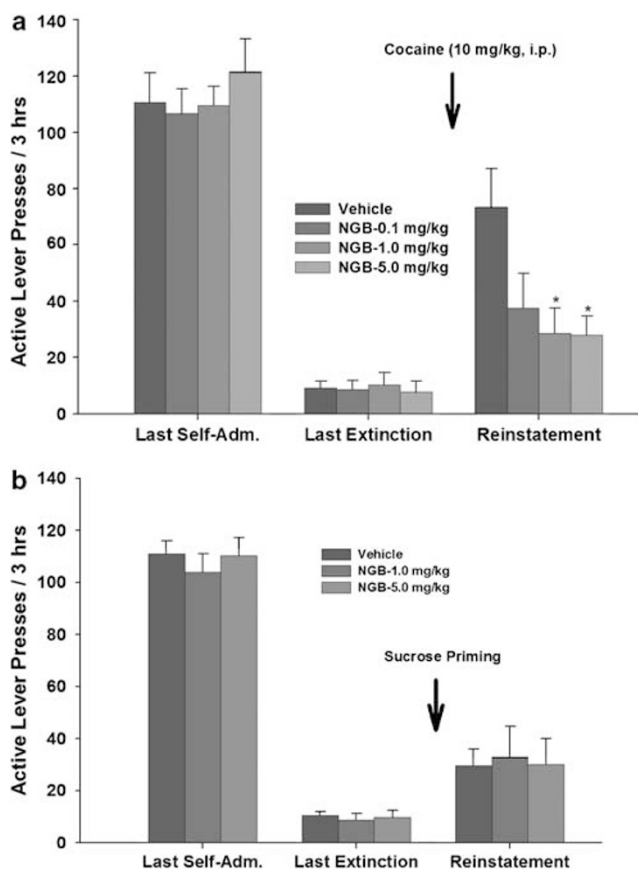 a
Cocaine (10 mg/kg, i.p.)
Active Lever Presses / 3 hrs
140
120
100
80
60
40
20
0
Vehicle
NGB-0.1 mg/kg
NGB-1.0 mg/kg
NGB-5.0 mg/kg
* *
Last Self-Adm. Last Extinction Reinstatement
b
Active Lever Presses / 3 hrs
140
120
100
80
60
40
20
0
Vehicle
NGB-1.0 mg/kg
NGB-5.0 mg/kg
Sucrose Priming
Last Self-Adm. Last Extinction Reinstatement